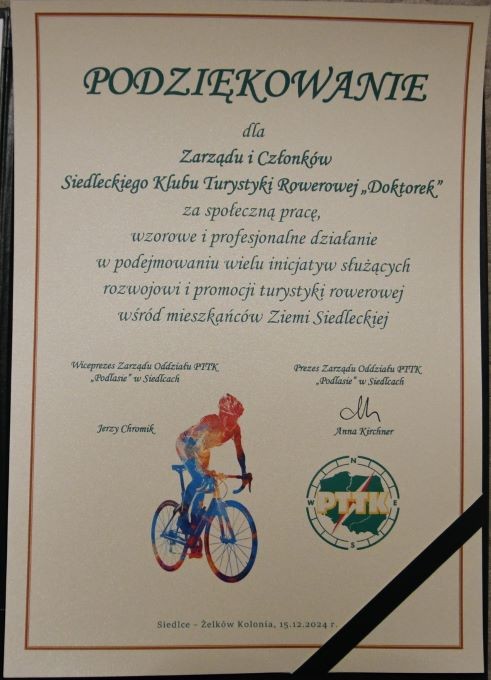 PODZIĘKOWANIE
dla
Zarządu i Członków
Siedleckiego Klubu Turystyki Rowerowej „Doktorek”
za społeczną pracę,
wzorowe i profesjonalne działanie
w podejmowaniu wielu inicjatyw służących
rozwojowi i promocji turystyki rowerowej
wśród mieszkańców Ziemi Siedleckiej
Wiceprezes Zarządu Oddziału PTTK
„Podlasie” w Siedlcach
Jerzy Chromik
Prezes Zarządu Oddziału PTTK
„Podlasie” w Siedlcach
Anna Kirchner
N
W PTTK E
S
Siedlce – Żelków Kolonia, 15.12.2024 r.